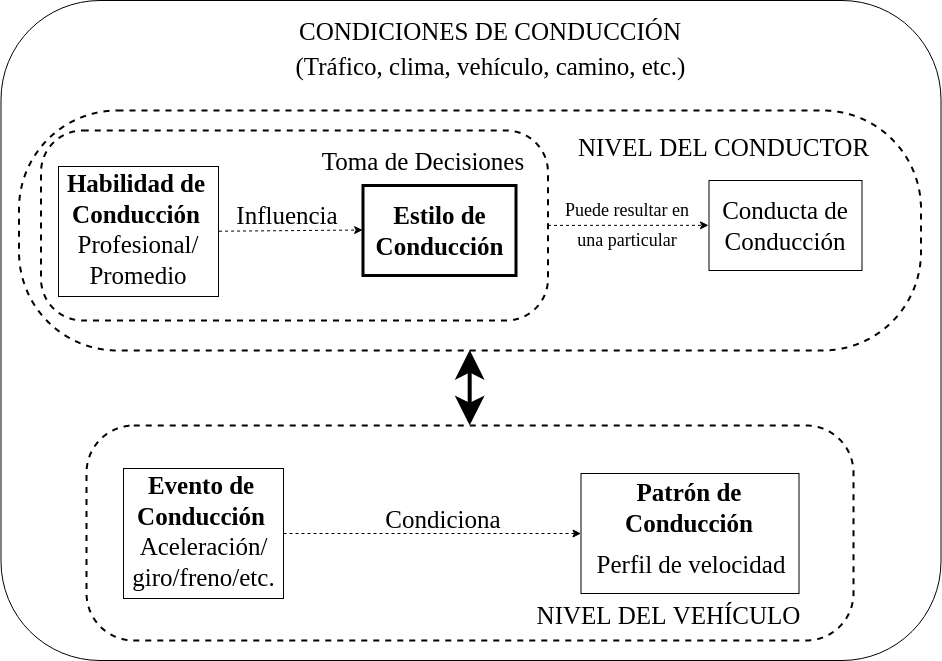 CONDICIONES DE CONDUCCIÓN
(Tráfico, clima, vehículo, camino, etc.)
NIVEL DEL CONDUCTOR
Toma de Decisiones
Habilidad de
Conducción
Profesional/
Promedio
Influencia
Estilo de
Conducción
Puede resultar en
una particular
Conducta de
Conducción
Evento de
Conducción
Aceleración/
giro/freno/etc.
Condiciona
Patrón de
Conducción
Perfil de velocidad
NIVEL DEL VEHÍCULO